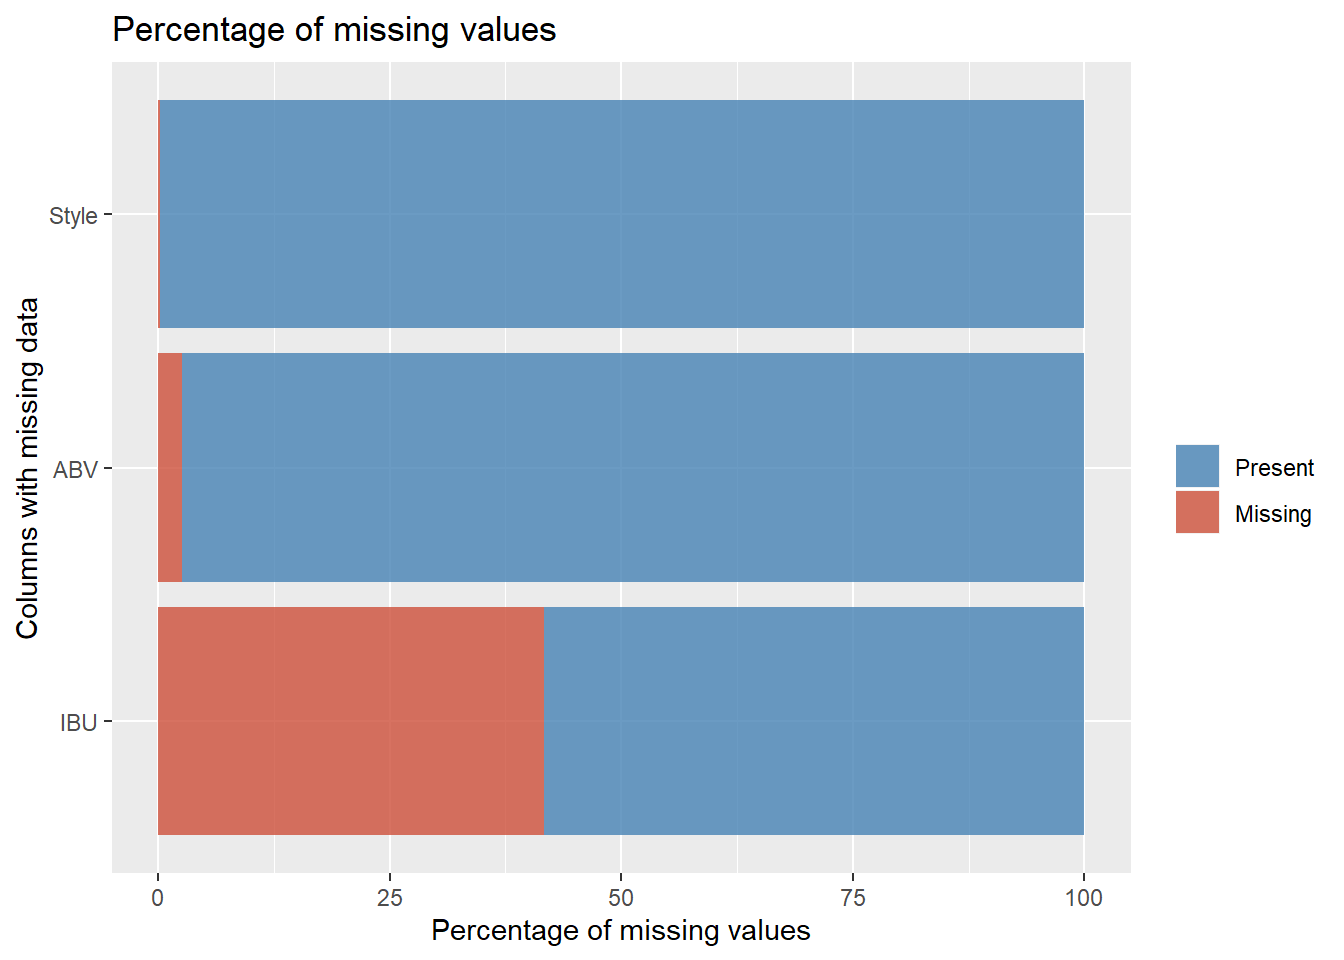 Percentage of missing values
Columns with missing data
Style
ABV
IBU
0 25 50 75 100
Percentage of missing values
Present
Missing